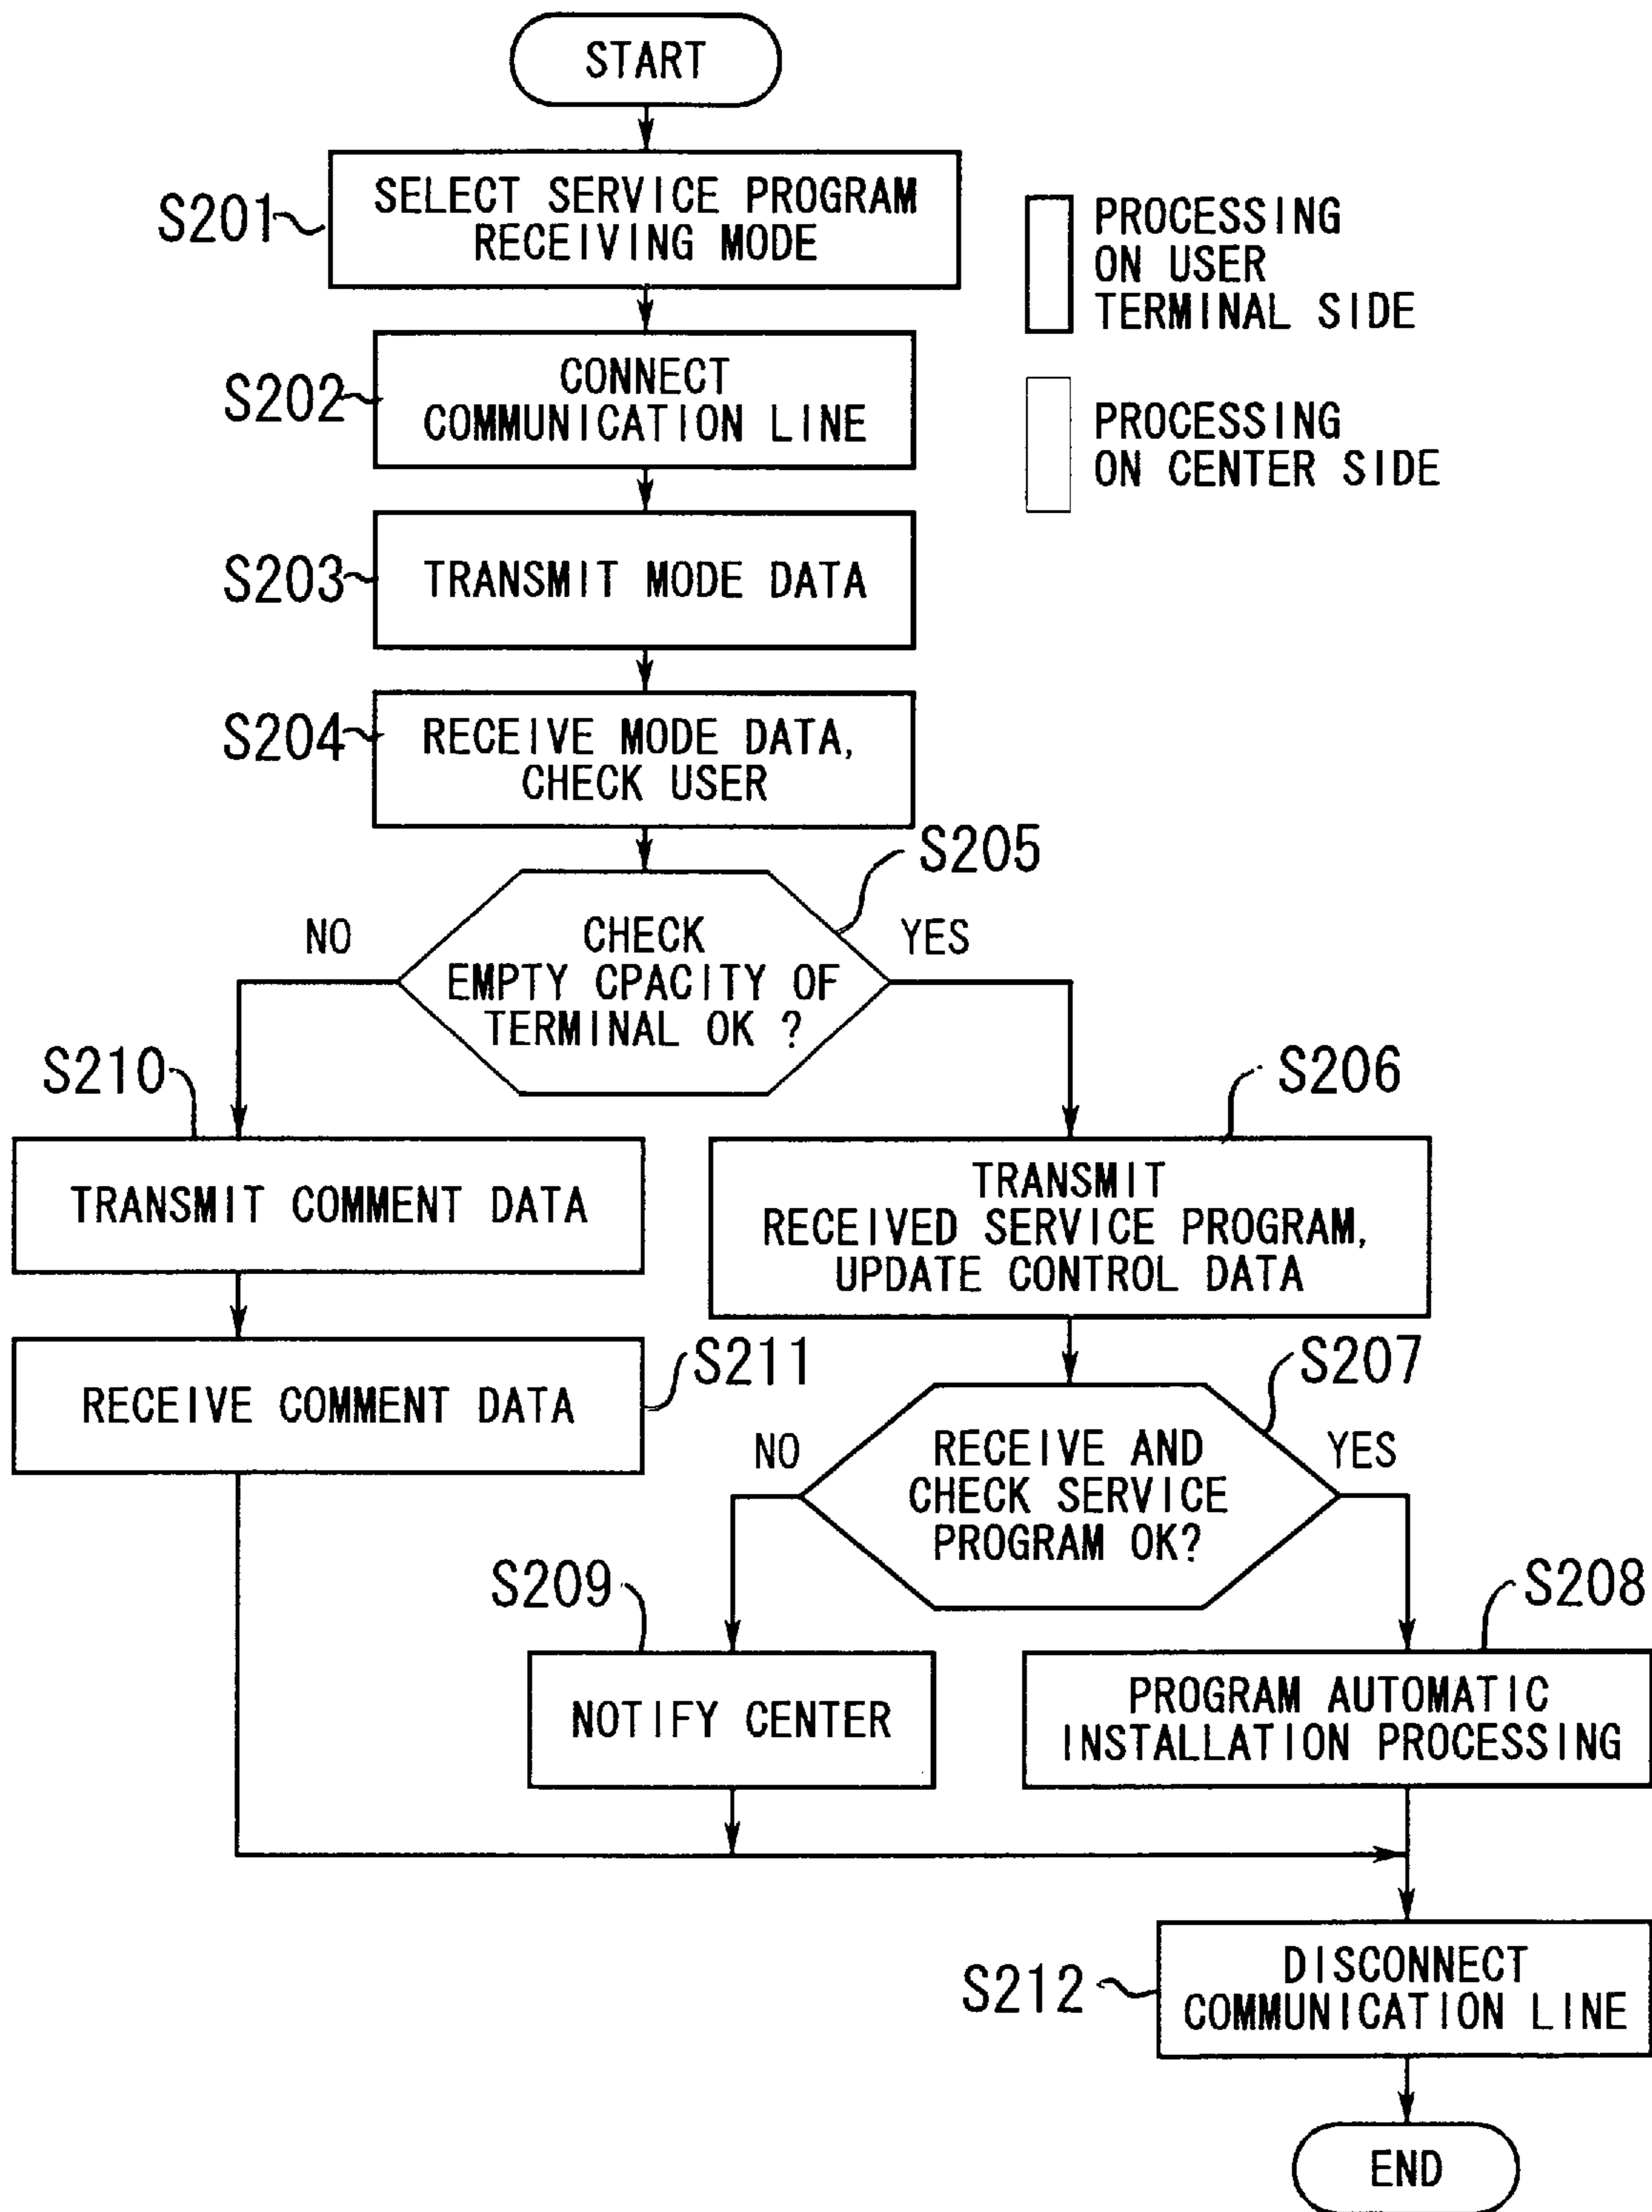 START
S201
SELECT SERVICE PROGRAM
RECEIVING MODE
PROCESSING
ON USER
TERMINAL SIDE
S202
CONNECT
COMMUNICATION LINE
PROCESSING
ON CENTER SIDE
S203
TRANSMIT MODE DATA
S204
RECEIVE MODE DATA,
CHECK USER
S205
NO
CHECK
EMPTY CPACITY OF
TERMINAL OK ?
YES
S210
TRANSMIT COMMENT DATA
S206
TRANSMIT
RECEIVED SERVICE PROGRAM,
UPDATE CONTROL DATA
RECEIVE COMMENT DATA
S211
S207
NO
RECEIVE AND
CHECK SERVICE
PROGRAM OK?
YES
S209
NOTIFY CENTER
S208
PROGRAM AUTOMATIC
INSTALLATION PROCESSING
S212
DISCONNECT
COMMUNICATION LINE
END